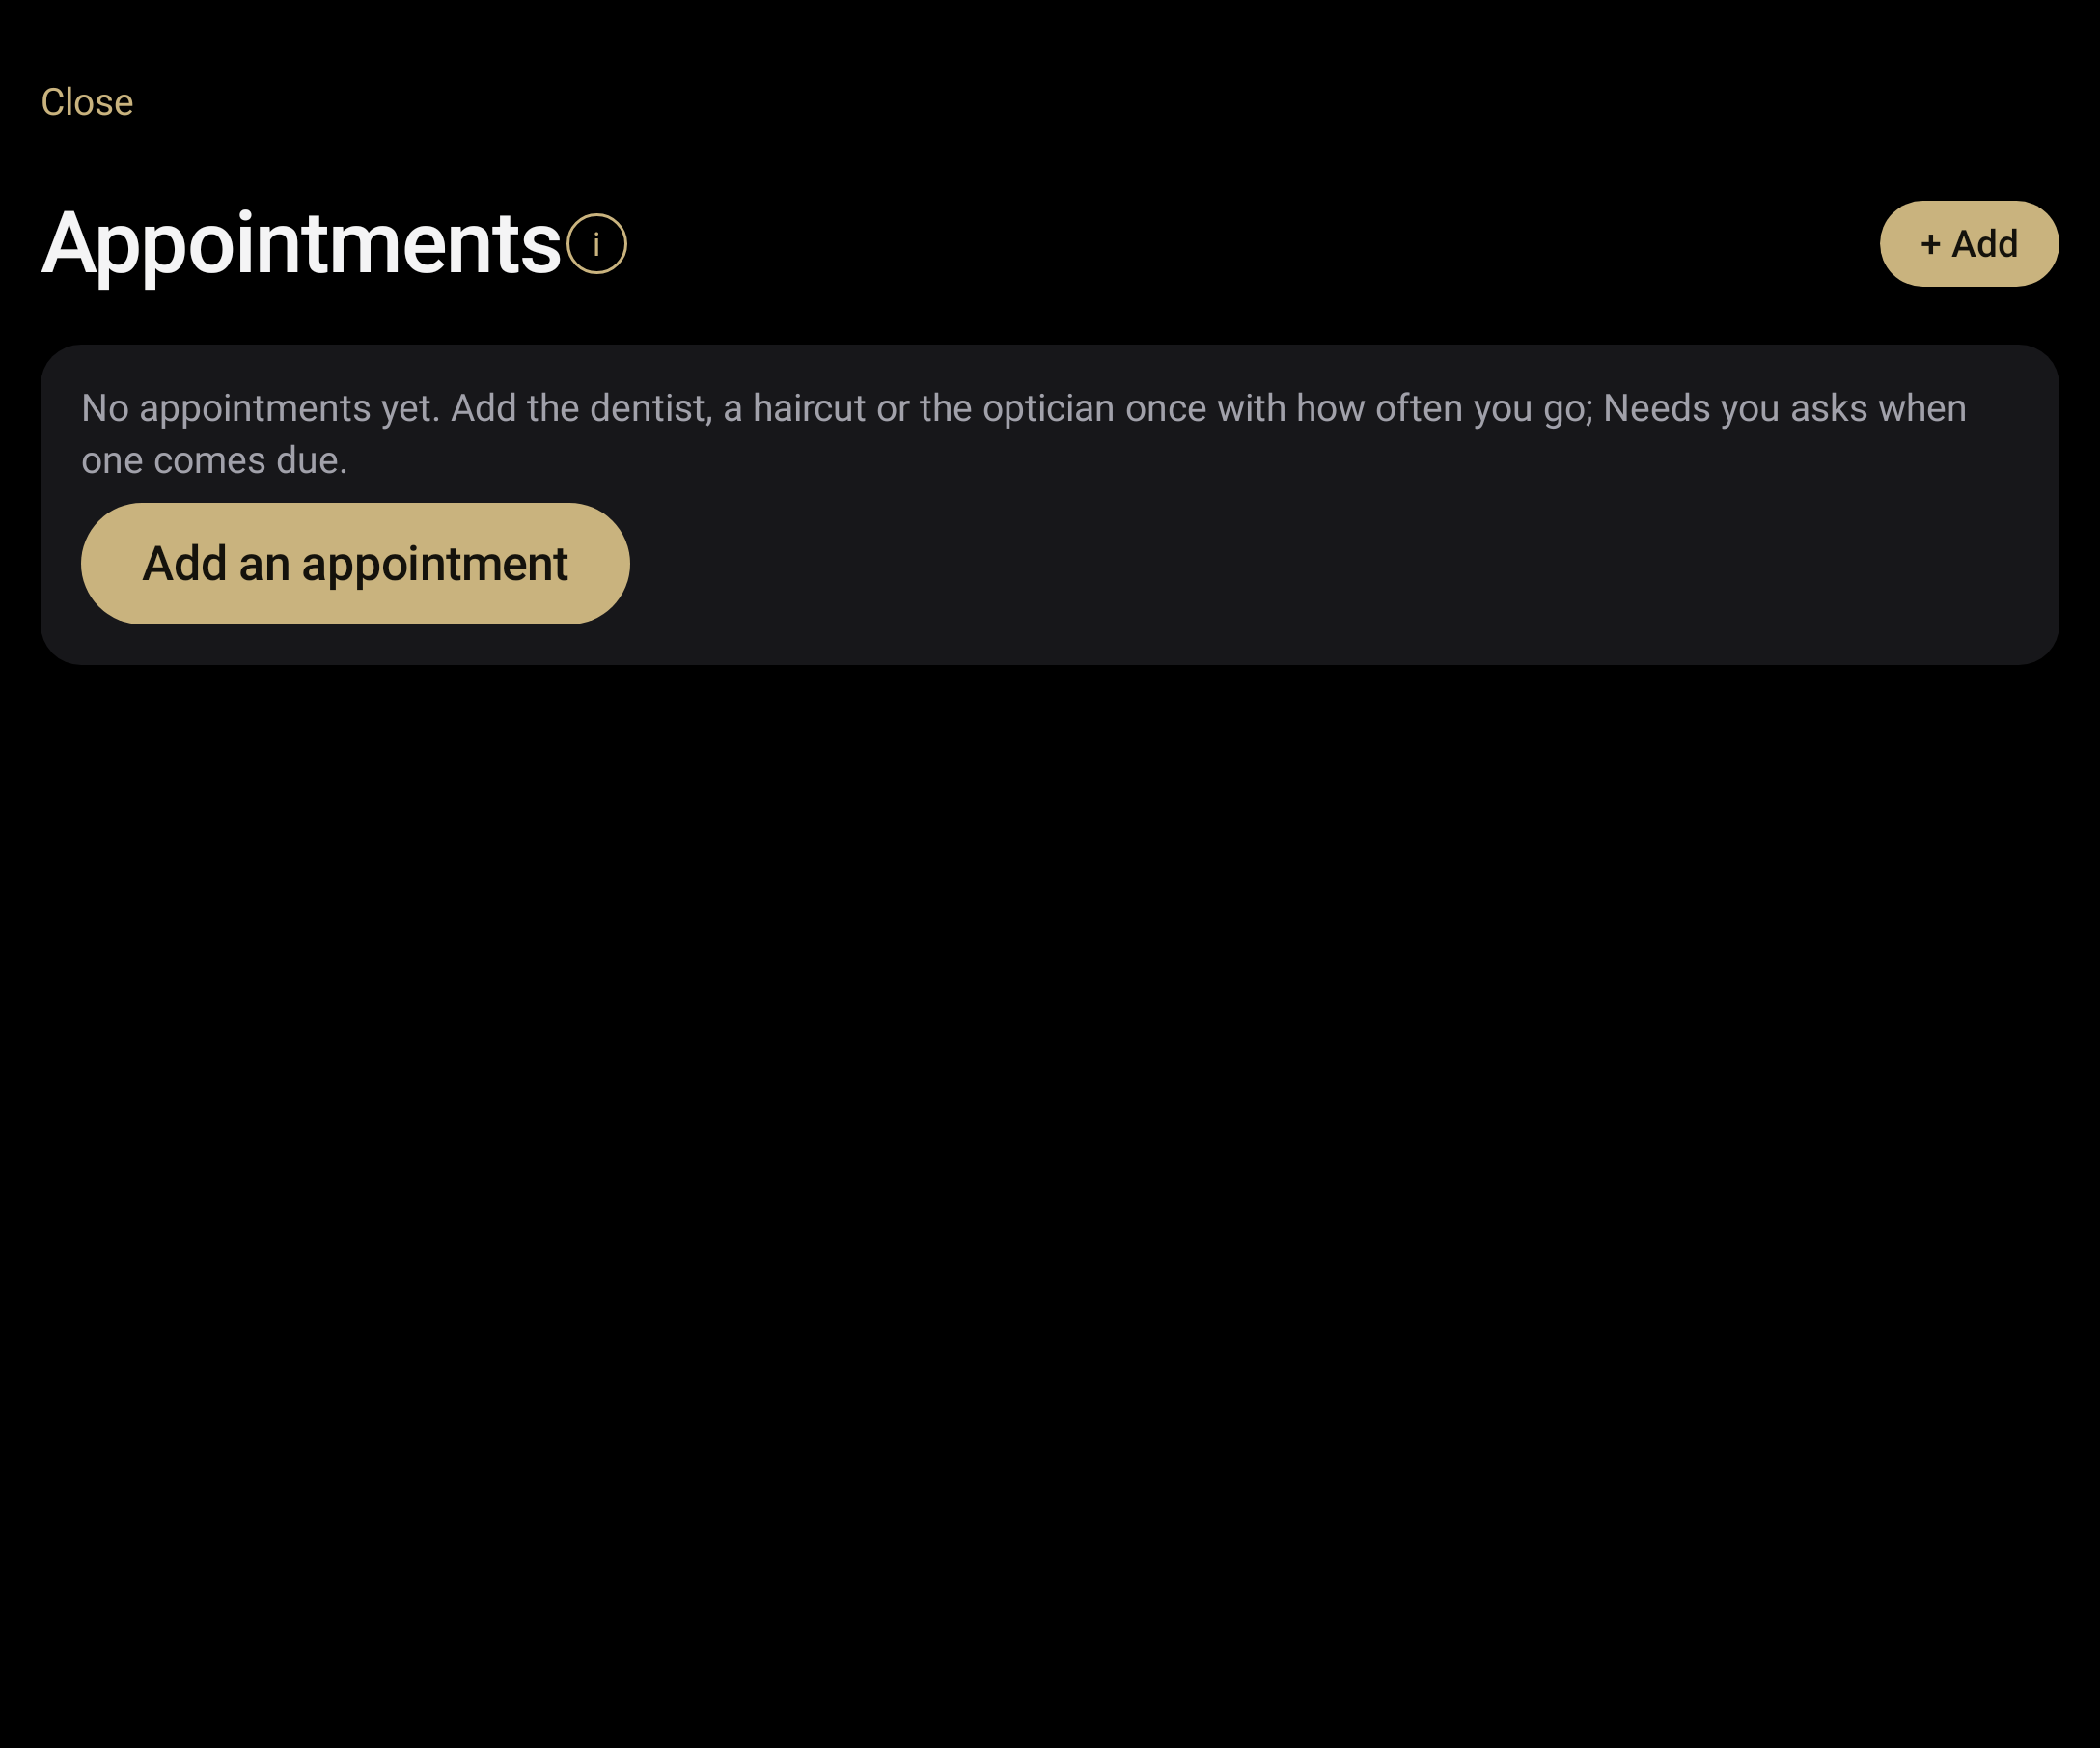 Close
Appointments i
+ Add
No appointments yet. Add the dentist, a haircut or the optician once with how often you go; Needs you asks when
one comes due.
Add an appointment